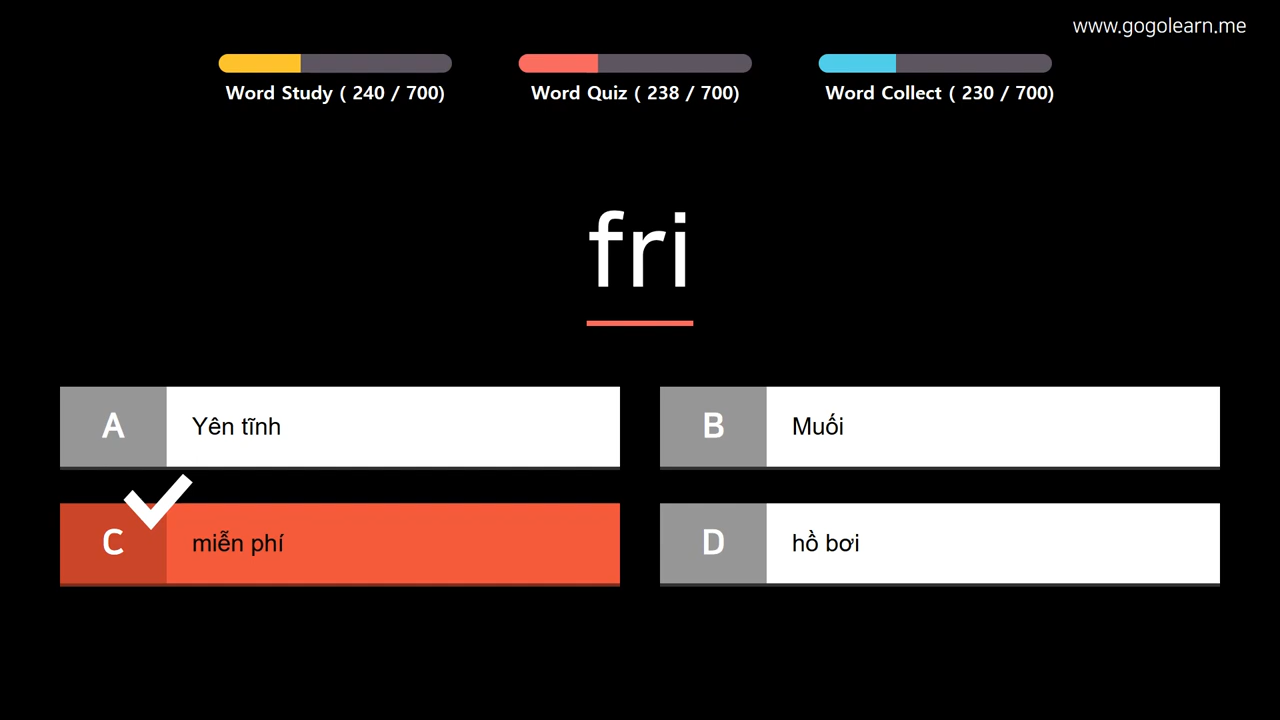 www.gogolearn.me
Word Study ( 240 / 700)
Word Quiz ( 238 / 700)
Word Collect ( 230 / 700)
fri
A Yên tĩnh
B Muối
C miễn phí
D hồ bơi